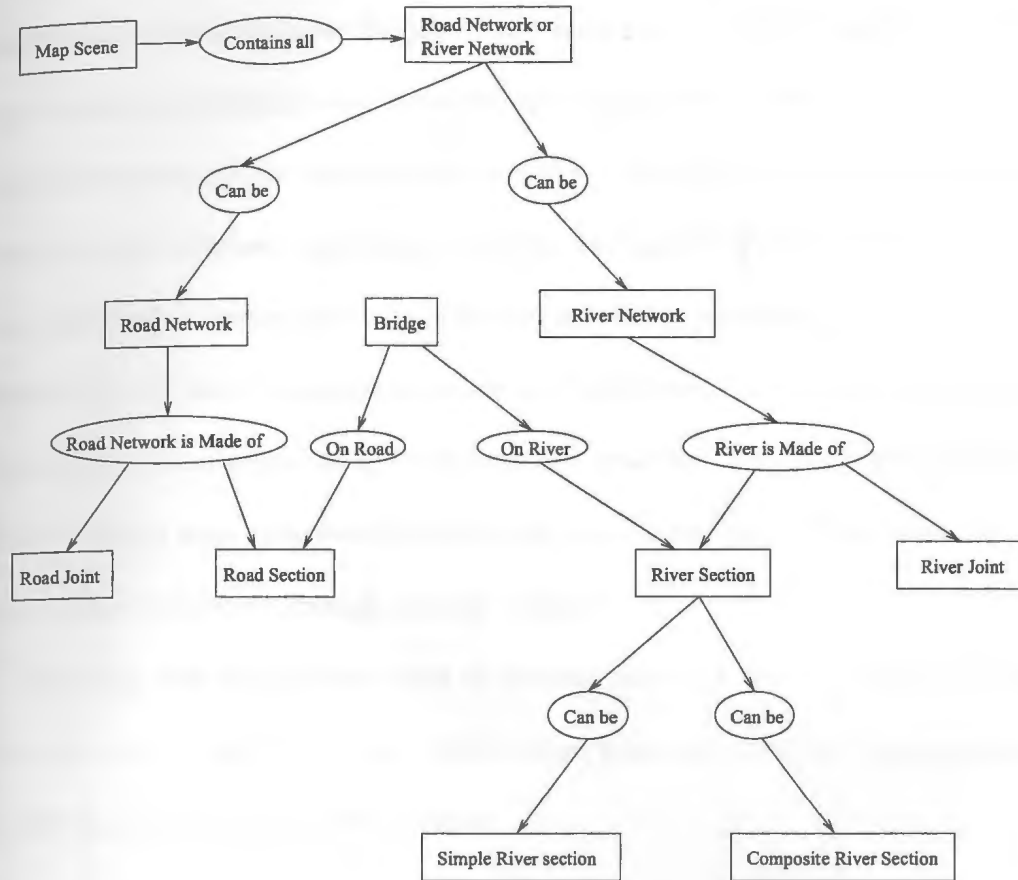 Map Scene
Contains all
Road Network or
River Network
Can be
Can be
Road Network
Bridge
River Network
Road Network is Made of
On Road
On River
River is Made of
Road Joint
Road Section
River Section
River Joint
Can be
Can be
Simple River section
Composite River Section